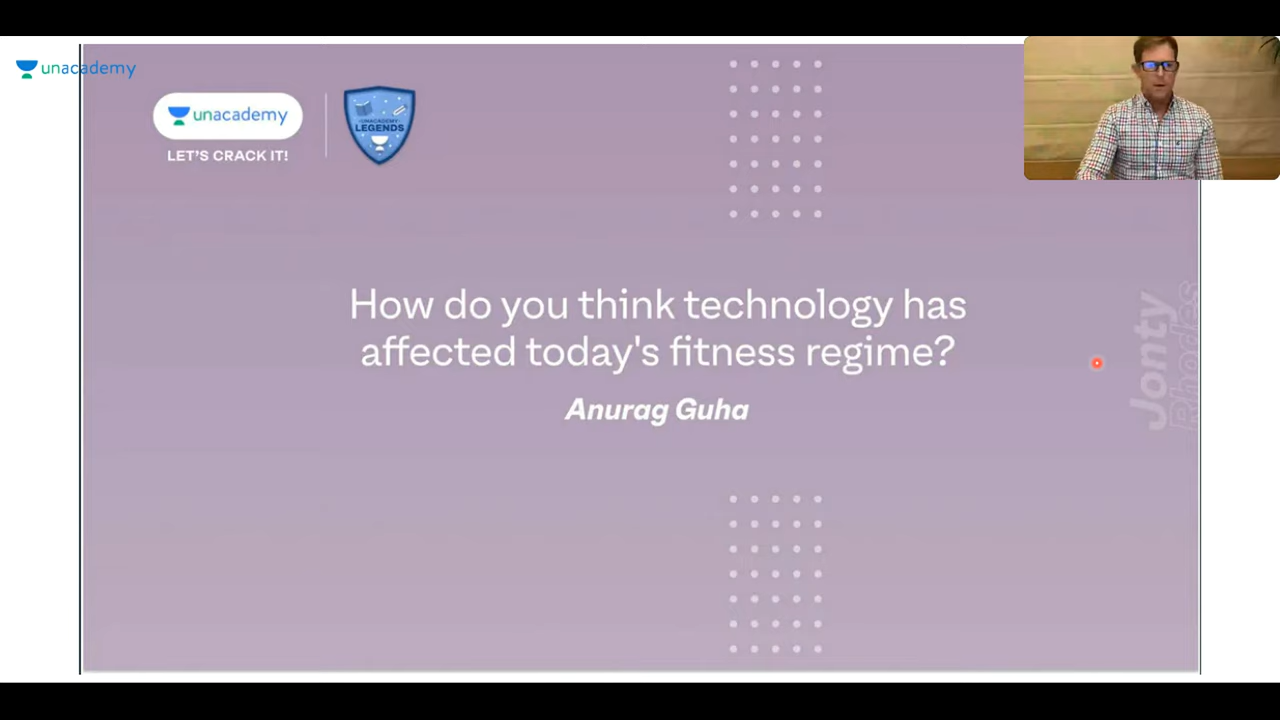 unacademy
unacademy
LET'S CRACK IT!
UNACADEMY
LEGENDS
How do you think technology has
affected today's fitness regime?
Anurag Guha
Jonty
Rhodes